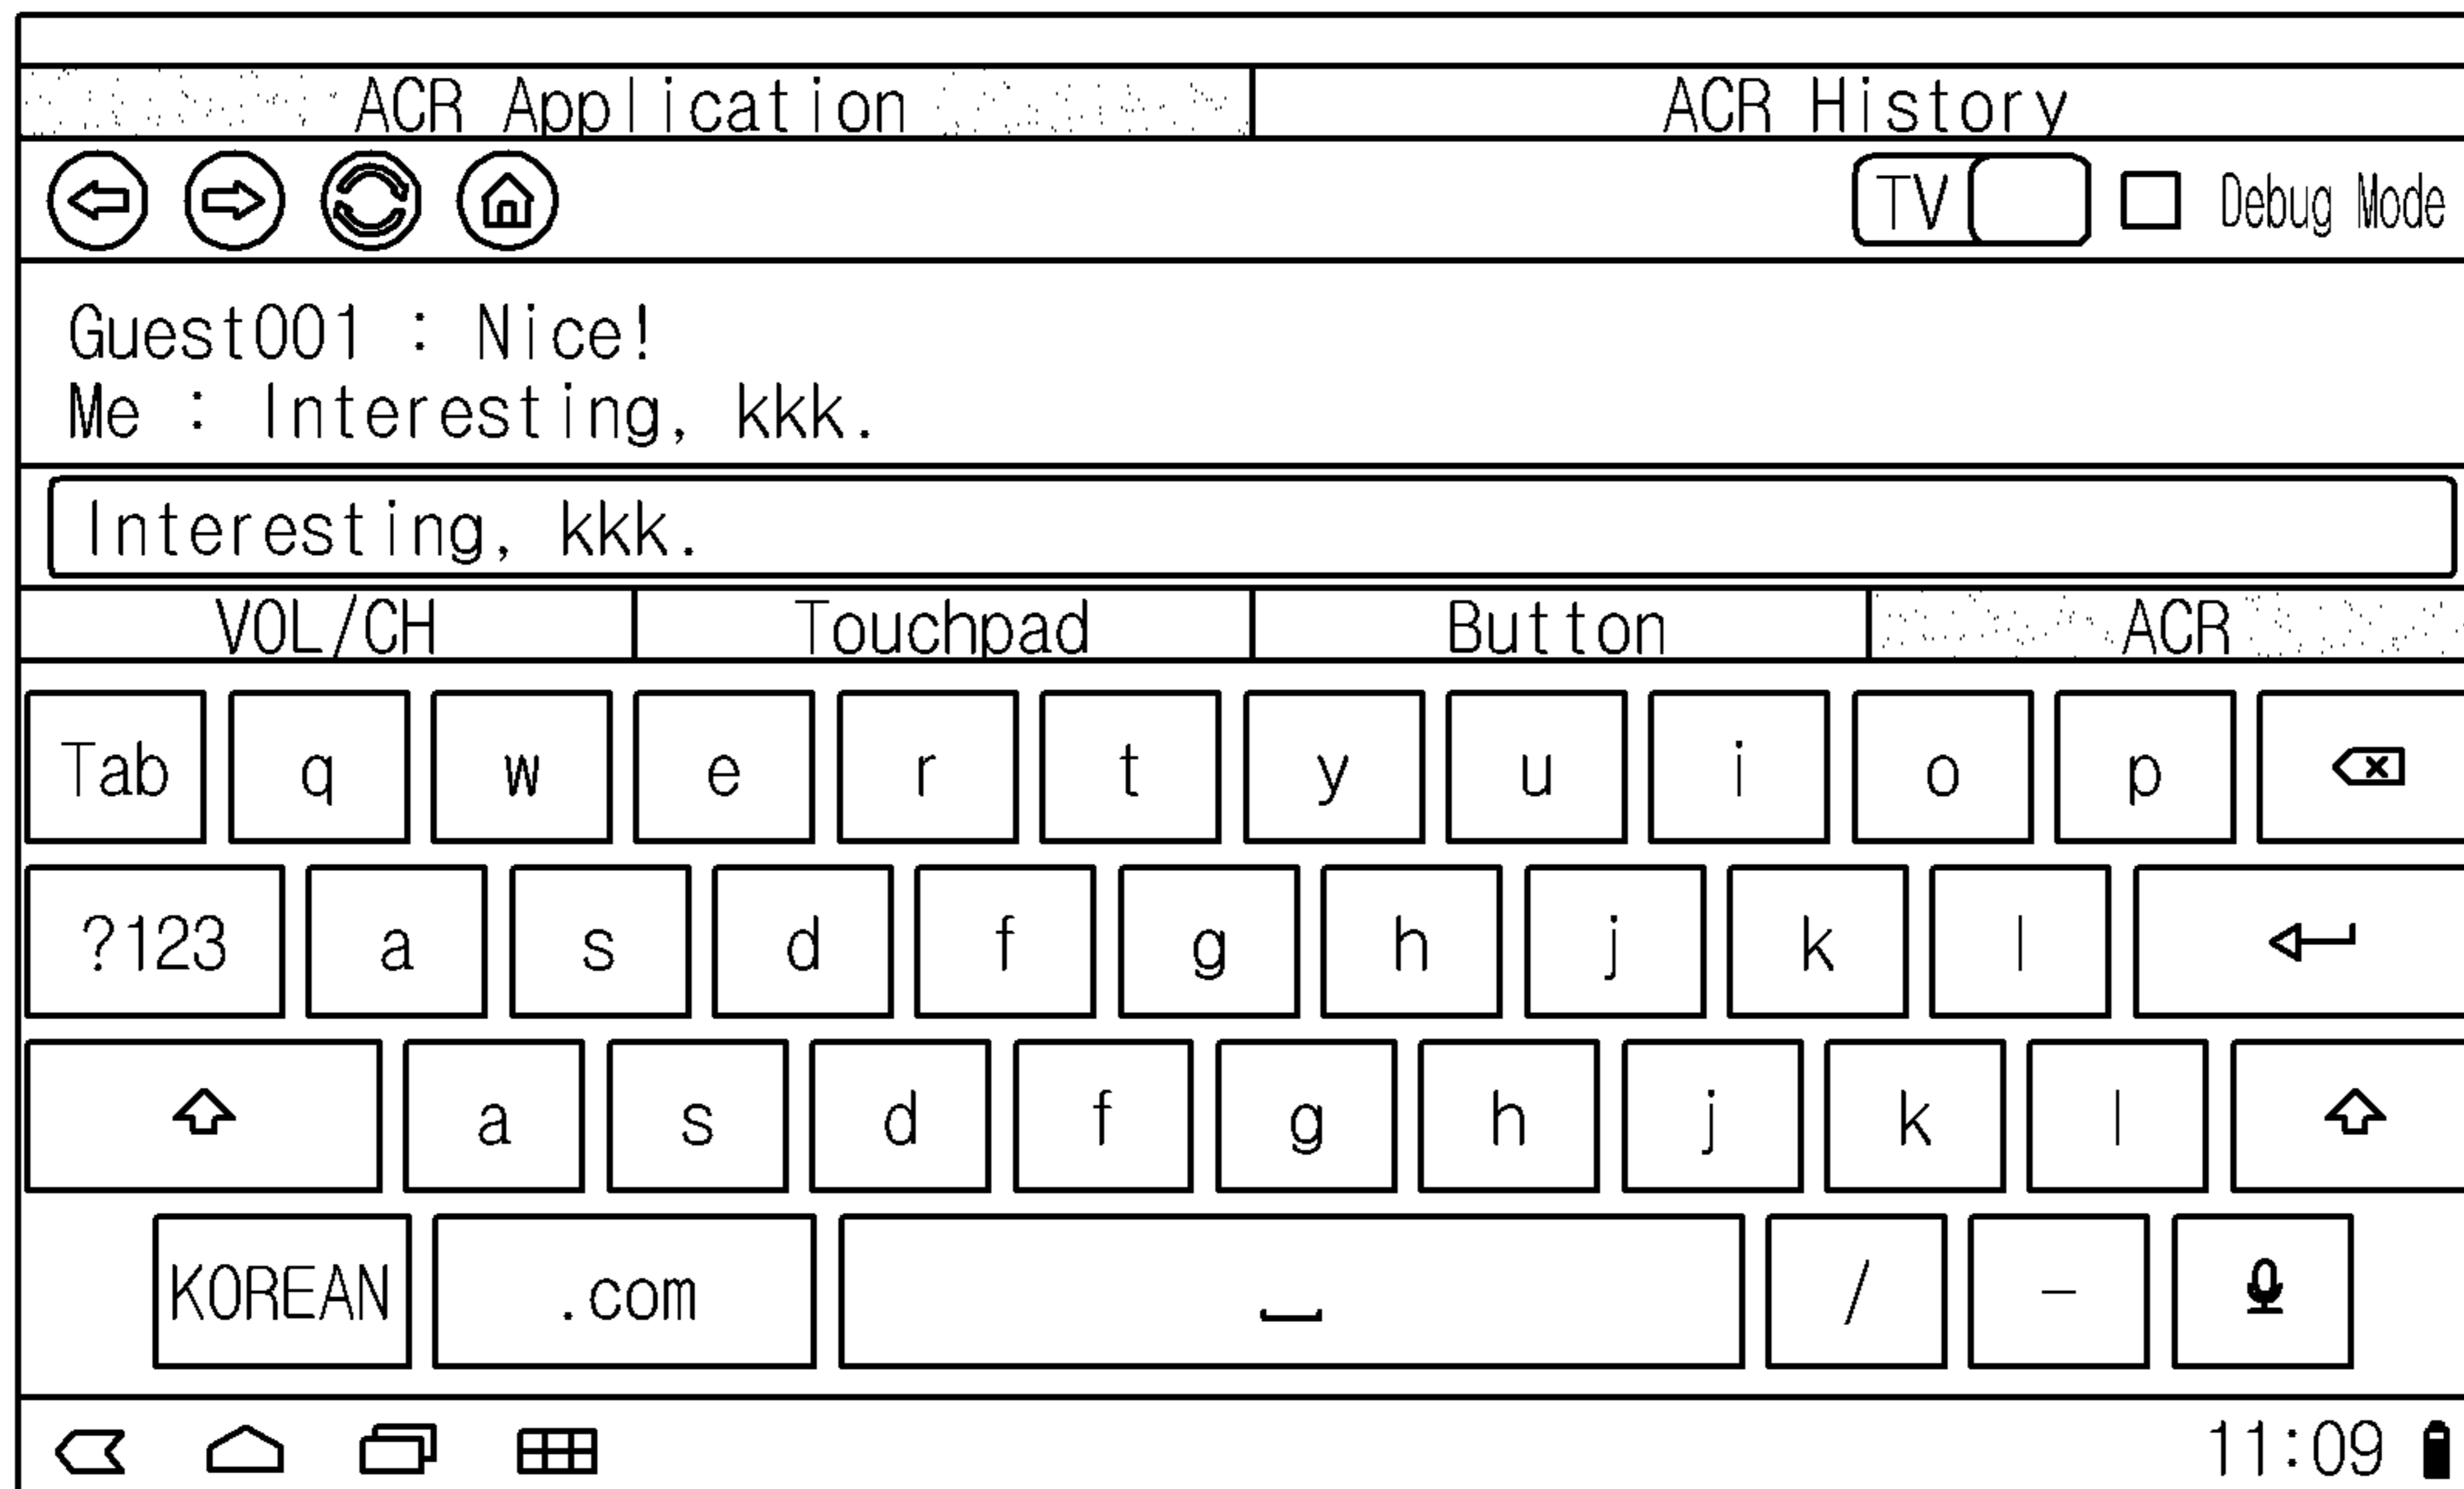 ACR Application ACR History
TV Debug Mode
Guest001 : Nice!
Me : Interesting, kkk.
Interesting, kkk.
VOL/CH Touchpad Button ACR
Tab q w e r t y u i o p
?123 a s d f g h j k l
a s d f g h j k l
KOREAN .com / -
11:09